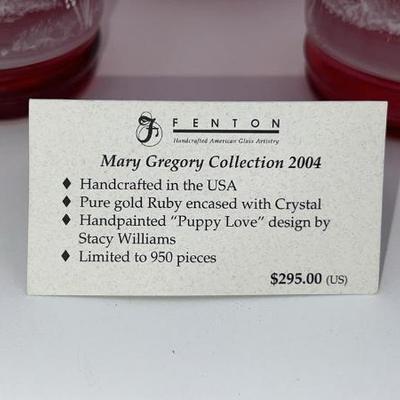 FENTON
Handcrafted American Glass Artistry
Mary Gregory Collection 2004
♦ Handcrafted in the USA
♦ Pure gold Ruby encased with Crystal
♦ Handpainted “Puppy Love” design by
Stacy Williams
♦ Limited to 950 pieces
$295.00 (US)